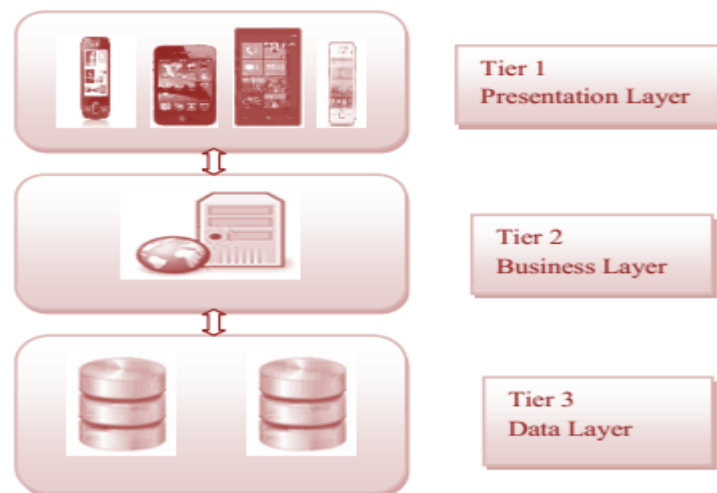 Tier 1
Presentation Layer
Tier 2
Business Layer
Tier 3
Data Layer